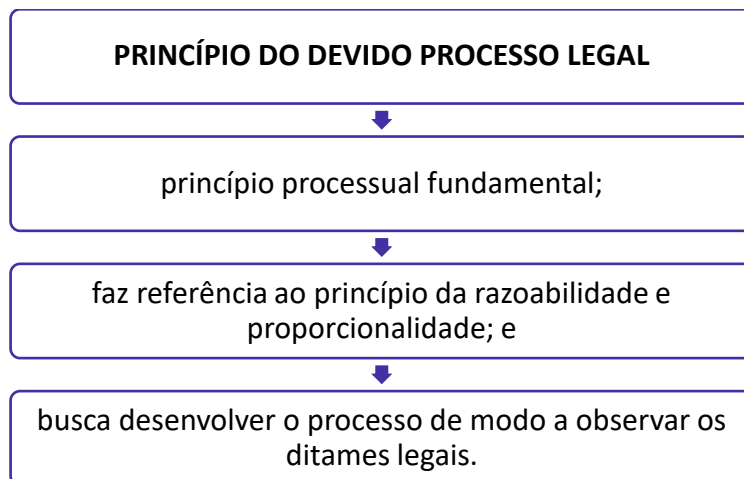 PRINCÍPIO DO DEVIDO PROCESSO LEGAL
princípio processual fundamental;
faz referência ao princípio da razoabilidade e
proporcionalidade; e
busca desenvolver o processo de modo a observar os
ditames legais.